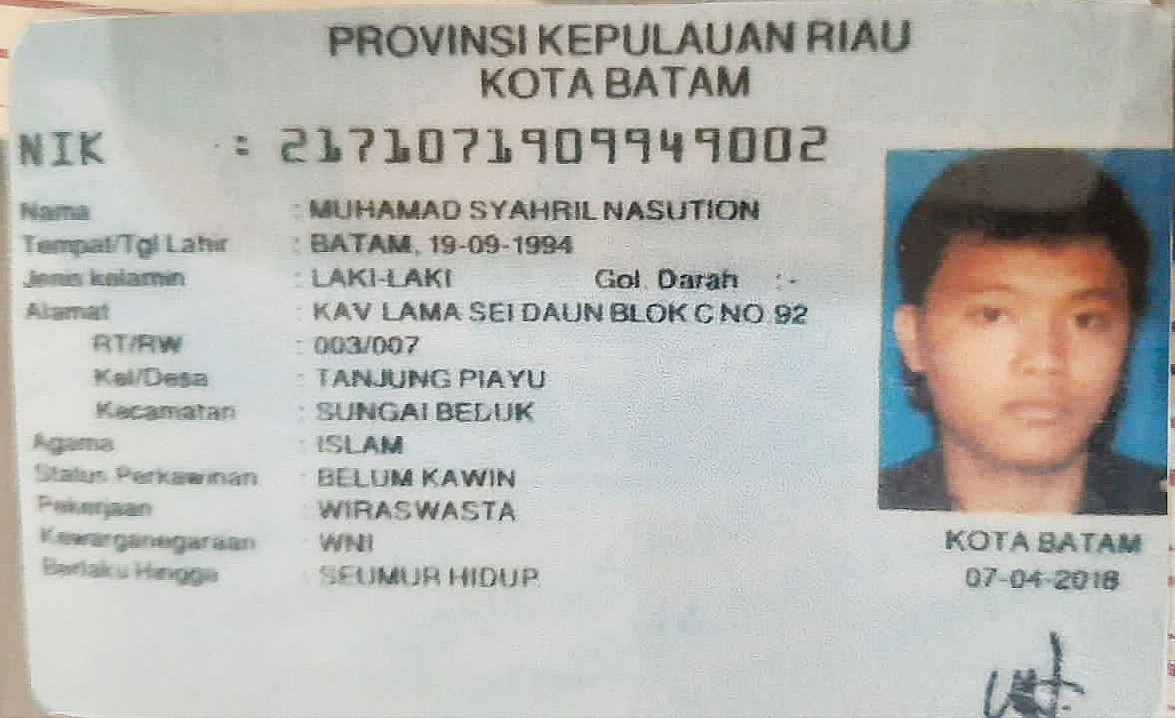 PROVINSI KEPULAUAN RIAU
KOTA BATAM
NIK : 2171071909949002
Nama : MUHAMAD SYAHRIL NASUTION
Tempat/Tgl Lahir : BATAM, 19-09-1994
Jenis kelamin : LAKI-LAKI Gol. Darah : -
Alamat : KAV LAMA SEI DAUN BLOK C NO 92
RT/RW : 003/007
Kel/Desa : TANJUNG PIAYU
Kecamatan : SUNGAI BEDUK
Agama : ISLAM
Status Perkawinan : BELUM KAWIN
Pekerjaan : WIRASWASTA
Kewarganegaraan : WNI
Berlaku Hingga : SEUMUR HIDUP
KOTA BATAM
07-04-2018